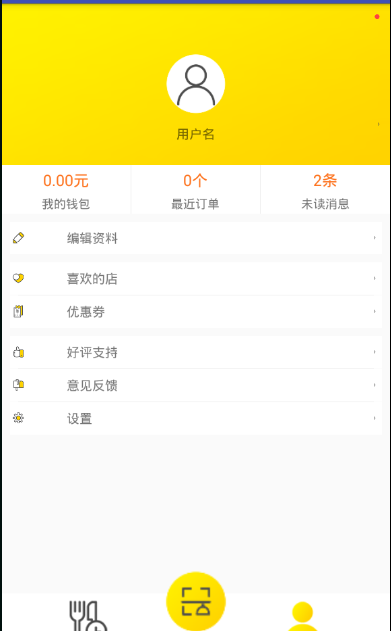 用户名
0.00元 0个 2条
我的钱包 最近订单 未读消息
编辑资料
喜欢的店
优惠券
好评支持
意见反馈
设置